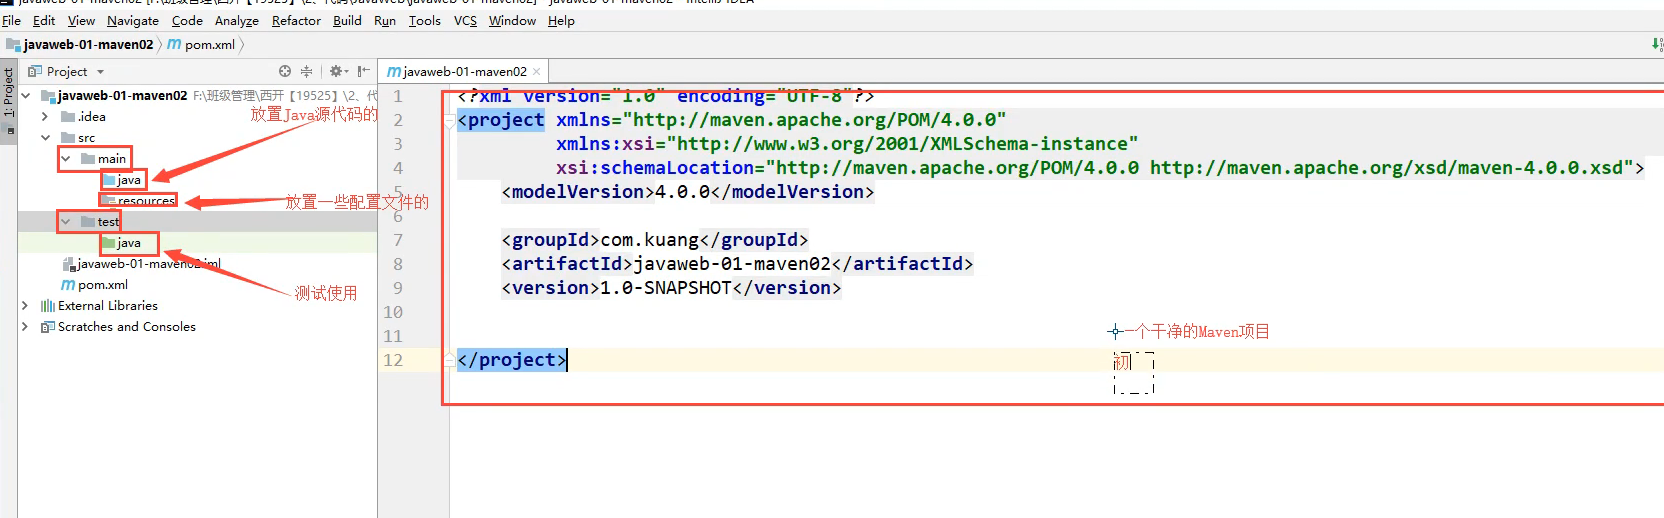 File Edit View Navigate Code Analyze Refactor Build Run Tools VCS Window Help
javaweb-01-maven02 pom.xml
Project
1: Project
javaweb-01-maven02 F:\班级管理\西开【19525】\2、代
.idea
放置Java源代码的
src
main
java
resources
放置一些配置文件的
test
java
javaweb-01-maven02.iml
测试使用
pom.xml
External Libraries
Scratches and Consoles
javaweb-01-maven02
1 <?xml version="1.0" encoding="UTF-8"?>
2 <project xmlns="http://maven.apache.org/POM/4.0.0"
3 xmlns:xsi="http://www.w3.org/2001/XMLSchema-instance"
4 xsi:schemaLocation="http://maven.apache.org/POM/4.0.0 http://maven.apache.org/xsd/maven-4.0.0.xsd">
5 <modelVersion>4.0.0</modelVersion>
6
7 <groupId>com.kuang</groupId>
8 <artifactId>javaweb-01-maven02</artifactId>
9 <version>1.0-SNAPSHOT</version>
10
11
一个干净的Maven项目
12 </project>
初